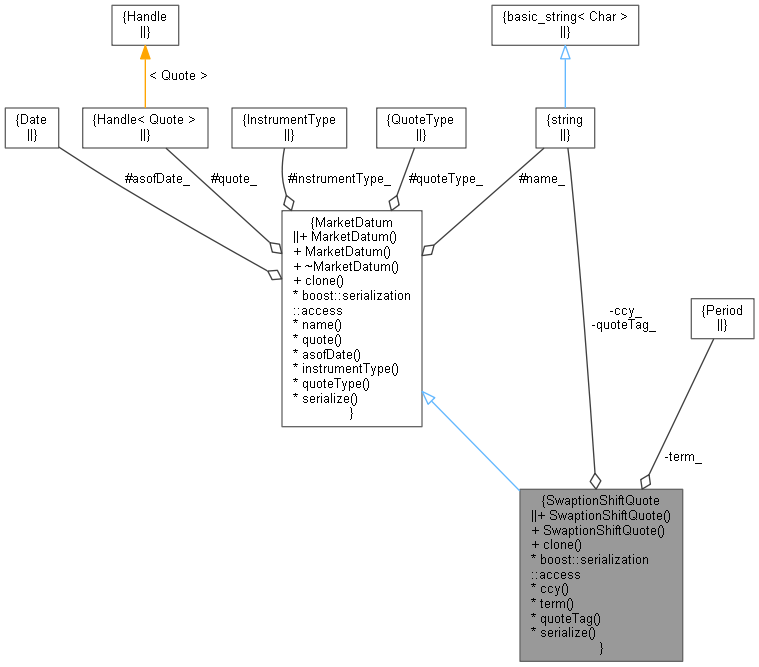 {Handle
||}
{basic_string< Char >
||}
< Quote >
{Date
||}
{Handle< Quote >
||}
{InstrumentType
||}
{QuoteType
||}
{string
||}
#asofDate_
#quote_
#instrumentType_
#quoteType_
#name_
{MarketDatum
||+ MarketDatum()
+ MarketDatum()
+ ~MarketDatum()
+ clone()
* boost::serialization
::access
* name()
* quote()
* asofDate()
* instrumentType()
* quoteType()
* serialize()
}
-ccy_
-quoteTag_
{Period
||}
-term_
{SwaptionShiftQuote
||+ SwaptionShiftQuote()
+ SwaptionShiftQuote()
+ clone()
* boost::serialization
::access
* ccy()
* term()
* quoteTag()
* serialize()
}